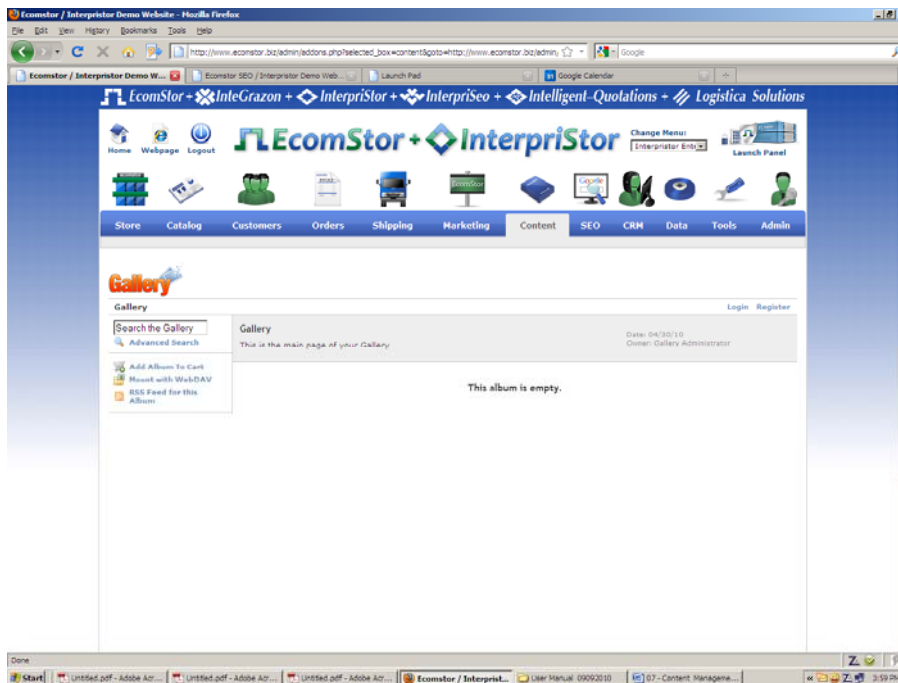 Ecomstor / Interpristor Demo Website - Mozilla Firefox
File Edit View History Bookmarks Tools Help
http://www.ecomstor.biz/admin/addons.php?selected_box=content&goto=http://www.ecomstor.biz/admin/
Google
Ecomstor / Interpristor Demo W...
Ecomstor SEO / Interpristor Demo Web...
Launch Pad
Google Calendar
EcomStor + InteGrazon + InterpriStor + InterpriSeo + Intelligent-Quotations + Logistica Solutions
Home Webpage Logout
EcomStor + InterpriStor
Change Menu:
Launch Panel
EcomStor
Google
Store Catalog Customers Orders Shipping Marketing Content SEO CRM Data Tools Admin
Gallery
Gallery
Login Register
Search the Gallery
Advanced Search
Add Album To Cart
Mount with WebDAV
RSS Feed for this
Album
Gallery
This is the main page of your Gallery
Date: 04/30/10
Owner: Gallery Administrator
This album is empty.
Done
Start
Untitled.pdf - Adobe Acr...
Untitled.pdf - Adobe Acr...
Untitled.pdf - Adobe Acr...
Ecomstor / Interprist...
User Manual 09092010
07 - Content Manageme...
3:59 PM